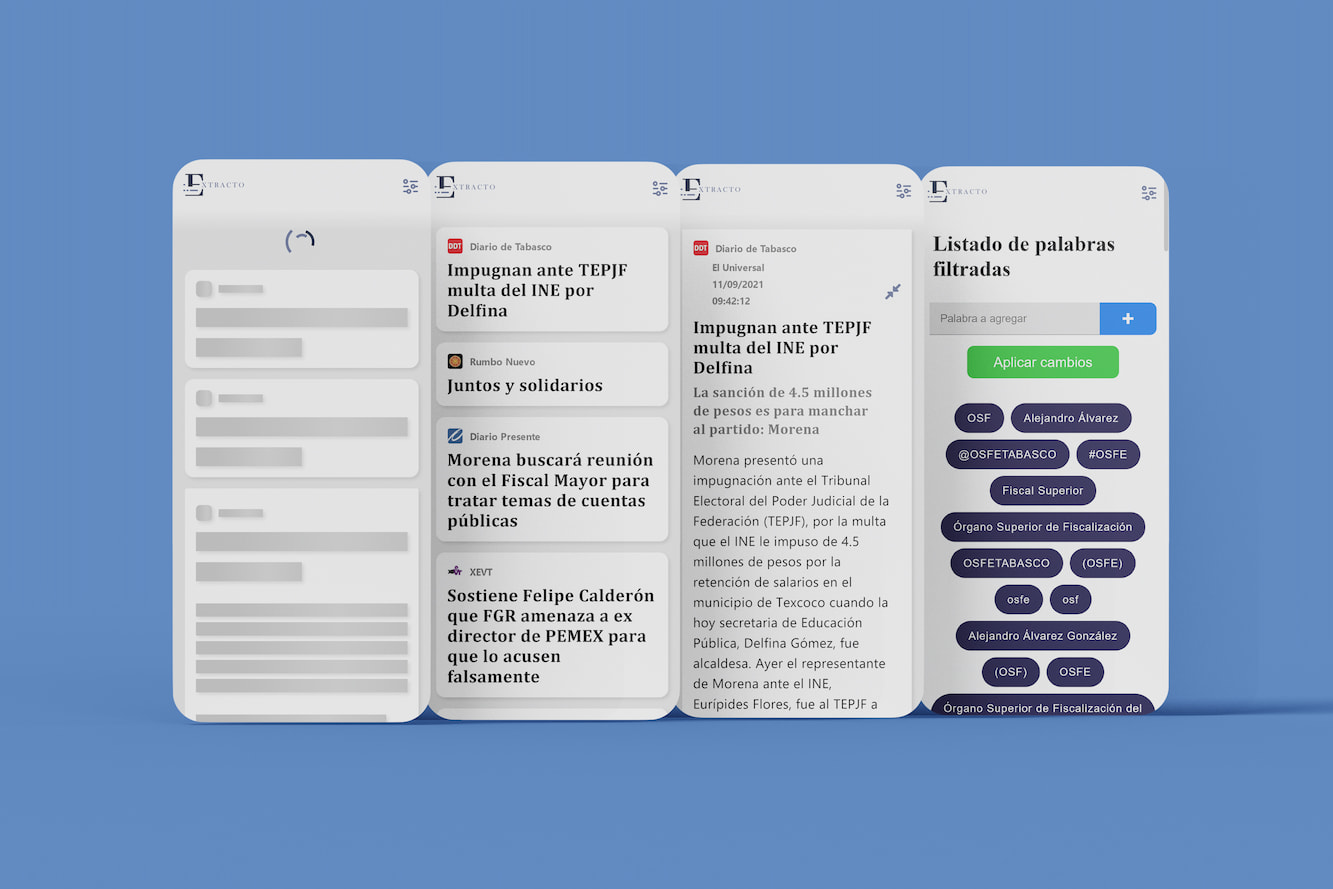 EXTRACTO
EXTRACTO
DDT Diario de Tabasco
Impugnan ante TEPJF
multa del INE por
Delfina
Rumbo Nuevo
Juntos y solidarios
Diario Presente
Morena buscará reunión
con el Fiscal Mayor para
tratar temas de cuentas
públicas
XEVT XEVT
Sostiene Felipe Calderón
que FGR amenaza a ex
director de PEMEX para
que lo acusen
falsamente
EXTRACTO
DDT Diario de Tabasco
El Universal
11/09/2021
09:42:12
Impugnan ante TEPJF
multa del INE por
Delfina
La sanción de 4.5 millones
de pesos es para manchar
al partido: Morena
Morena presentó una
impugnación ante el Tribunal
Electoral del Poder Judicial de la
Federación (TEPJF), por la multa
que el INE le impuso de 4.5
millones de pesos por la
retención de salarios en el
municipio de Texcoco cuando la
hoy secretaria de Educación
Pública, Delfina Gómez, fue
alcaldesa. Ayer el representante
de Morena ante el INE,
Eurípides Flores, fue al TEPJF a
EXTRACTO
Listado de palabras
filtradas
Palabra a agregar +
Aplicar cambios
OSF Alejandro Álvarez
@OSFETABASCO #OSFE
Fiscal Superior
Órgano Superior de Fiscalización
OSFETABASCO (OSFE)
osfe osf
Alejandro Álvarez González
(OSF) OSFE
Órgano Superior de Fiscalización del